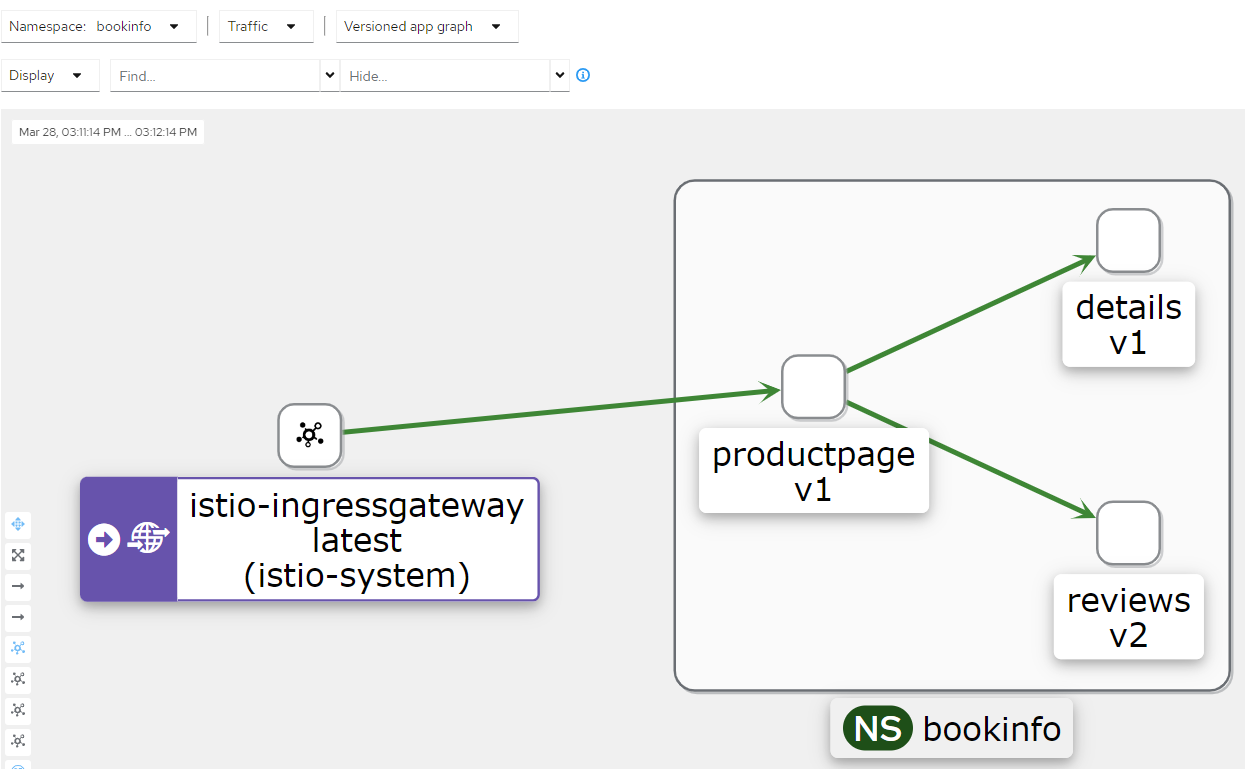 Namespace: bookinfo
Traffic
Versioned app graph
Display
Find...
Hide...
Mar 28, 03:11:14 PM ... 03:12:14 PM
details
v1
productpage
v1
istio-ingressgateway
latest
(istio-system)
reviews
v2
NS bookinfo